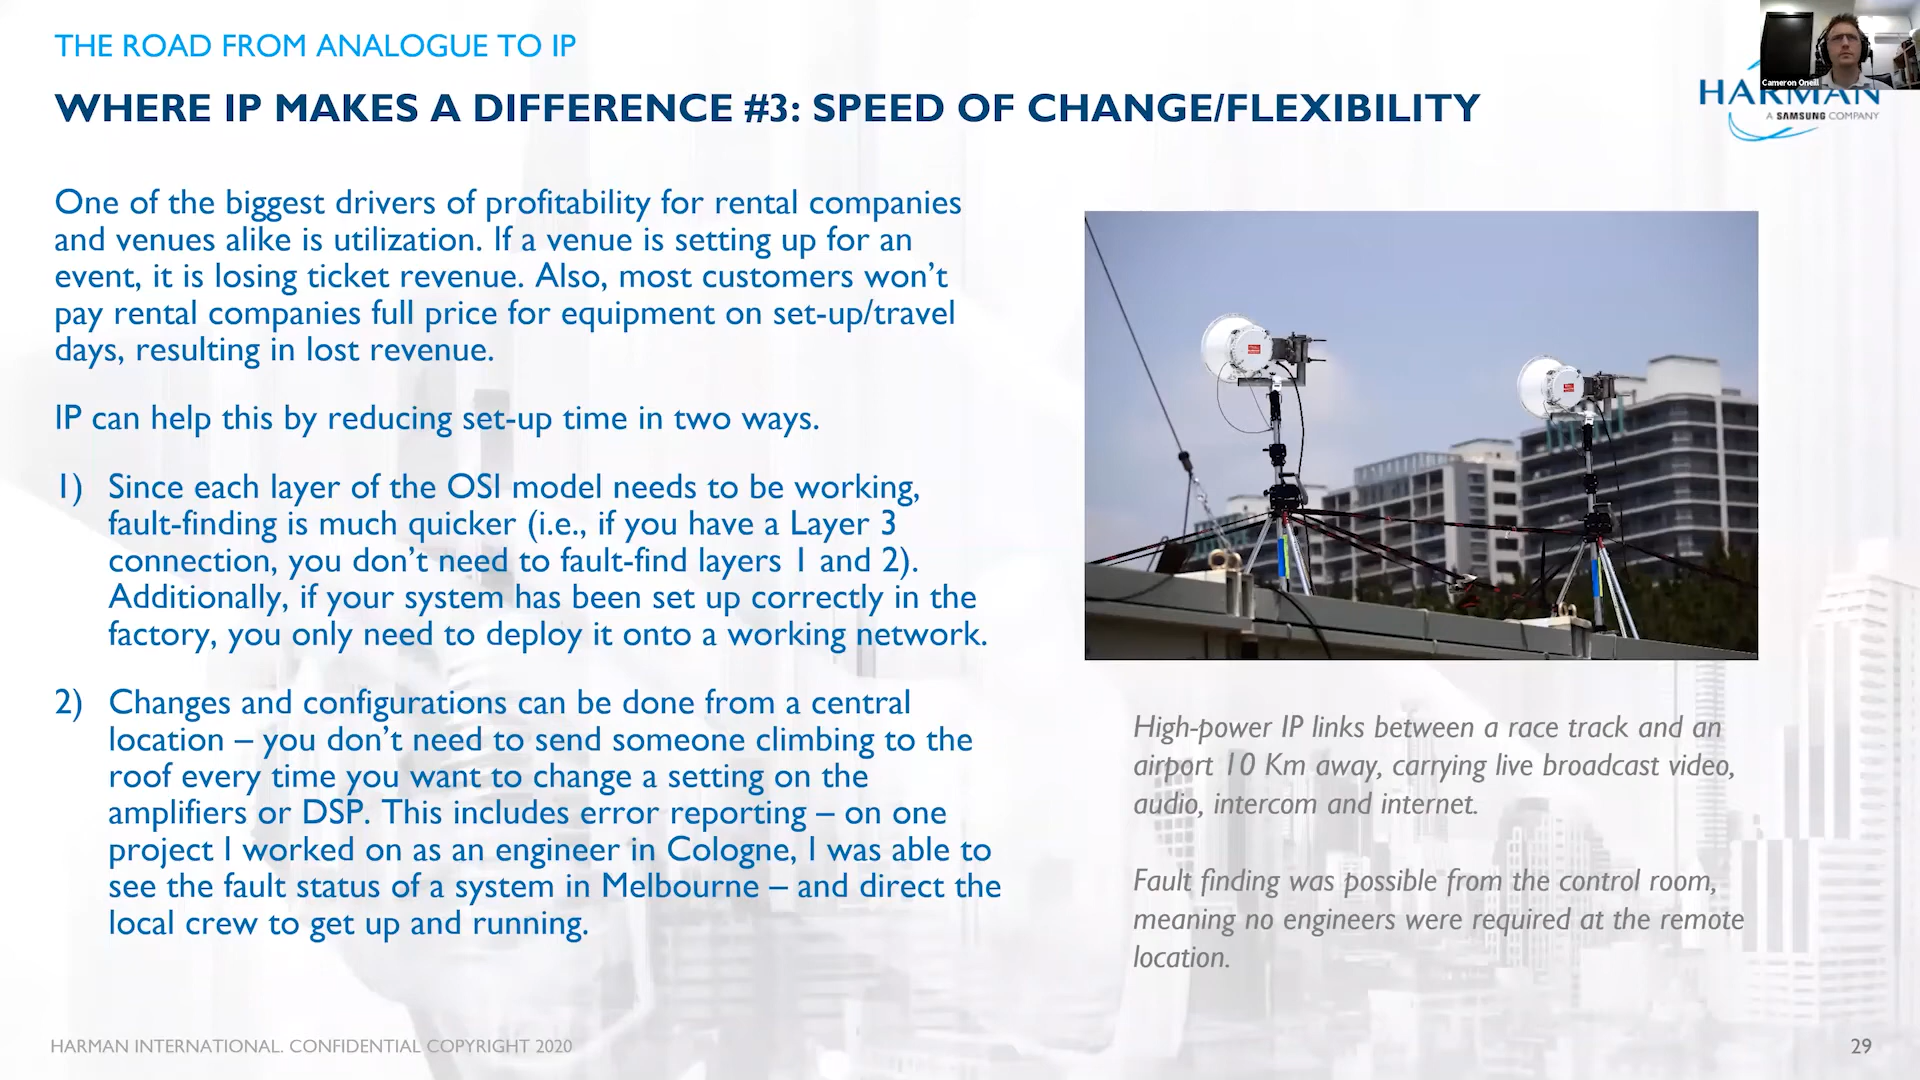 THE ROAD FROM ANALOGUE TO IP
WHERE IP MAKES A DIFFERENCE #3: SPEED OF CHANGE/FLEXIBILITY
Cameron Oneill
HARMAN
A SAMSUNG COMPANY
One of the biggest drivers of profitability for rental companies
and venues alike is utilization. If a venue is setting up for an
event, it is losing ticket revenue. Also, most customers won’t
pay rental companies full price for equipment on set-up/travel
days, resulting in lost revenue.
IP can help this by reducing set-up time in two ways.
1) Since each layer of the OSI model needs to be working,
fault-finding is much quicker (i.e., if you have a Layer 3
connection, you don’t need to fault-find layers 1 and 2).
Additionally, if your system has been set up correctly in the
factory, you only need to deploy it onto a working network.
2) Changes and configurations can be done from a central
location – you don’t need to send someone climbing to the
roof every time you want to change a setting on the
amplifiers or DSP. This includes error reporting – on one
project I worked on as an engineer in Cologne, I was able to
see the fault status of a system in Melbourne – and direct the
local crew to get up and running.
High-power IP links between a race track and an
airport 10 Km away, carrying live broadcast video,
audio, intercom and internet.
Fault finding was possible from the control room,
meaning no engineers were required at the remote
location.
HARMAN INTERNATIONAL. CONFIDENTIAL COPYRIGHT 2020
29